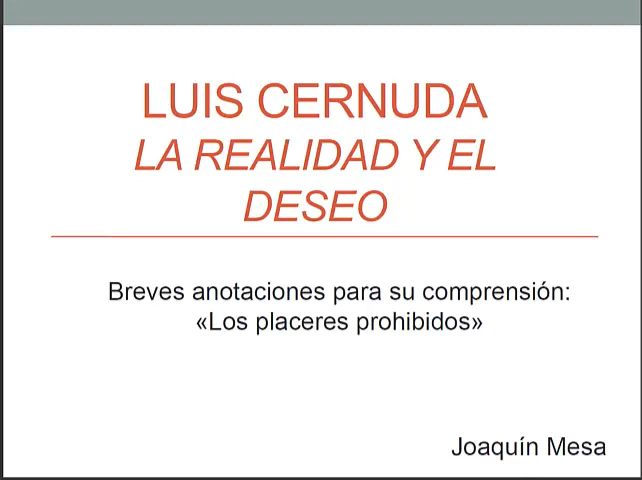 LUIS CERNUDA
LA REALIDAD Y EL
DESEO
Breves anotaciones para su comprensión:
«Los placeres prohibidos»
Joaquín Mesa